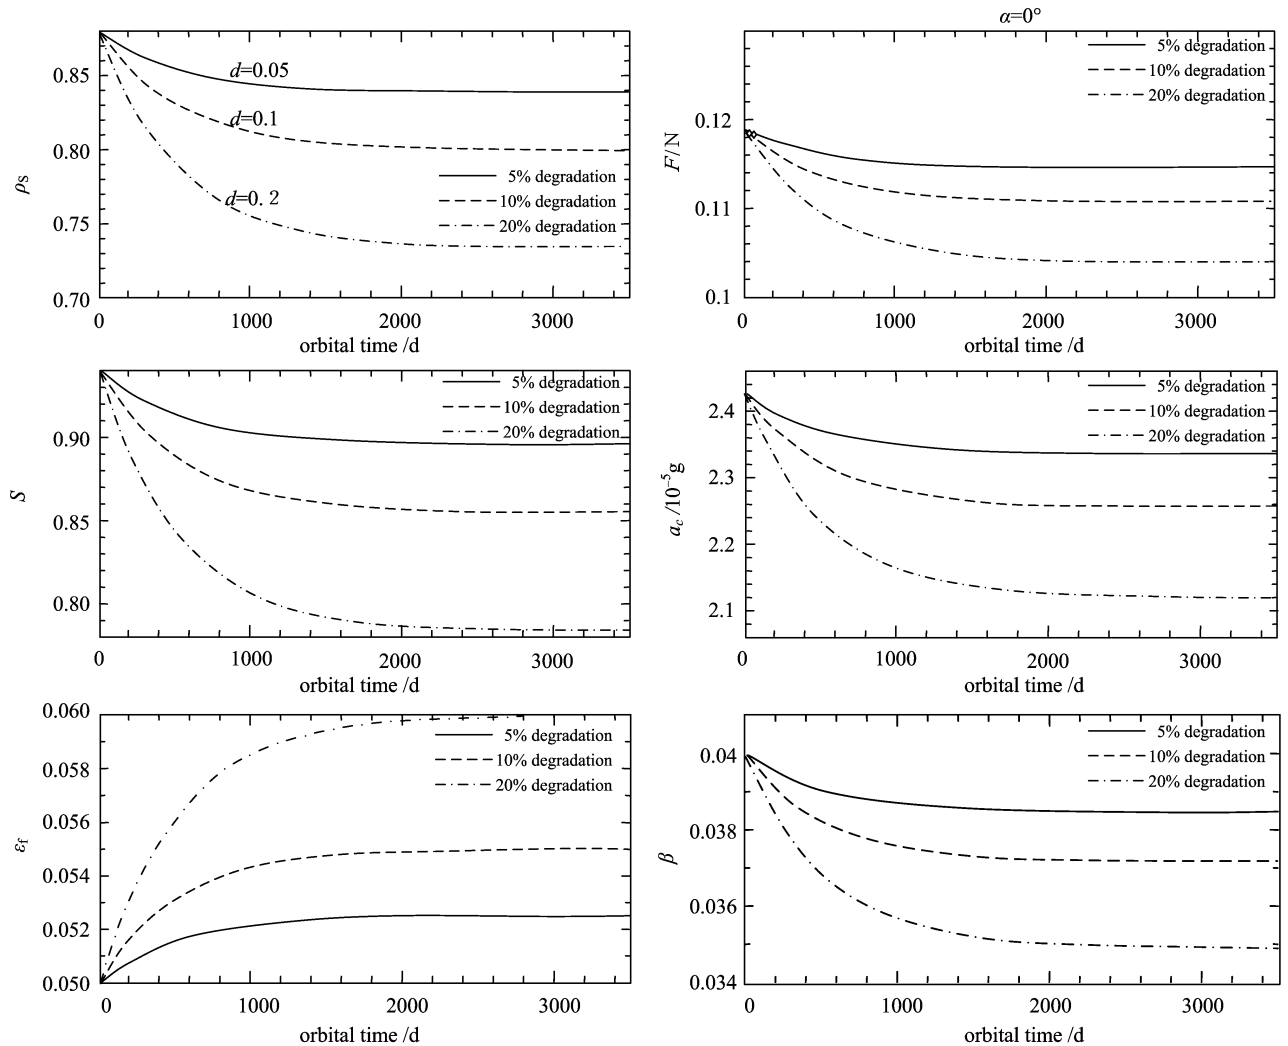 0.85
0.80
0.75
0.70
ρs
d=0.05
d=0.1
d=0.2
5% degradation
10% degradation
20% degradation
0
1000
2000
3000
orbital time /d
α=0°
0.12
0.11
0.1
F/N
5% degradation
10% degradation
20% degradation
0
1000
2000
3000
orbital time /d
0.90
0.85
0.80
S
5% degradation
10% degradation
20% degradation
0
1000
2000
3000
orbital time /d
2.4
2.3
2.2
2.1
ac /10⁻⁵g
5% degradation
10% degradation
20% degradation
0
1000
2000
3000
orbital time /d
0.060
0.058
0.056
0.054
0.052
0.050
εf
5% degradation
10% degradation
20% degradation
0
1000
2000
3000
orbital time /d
0.04
0.038
0.036
0.034
β
5% degradation
10% degradation
20% degradation
0
1000
2000
3000
orbital time /d